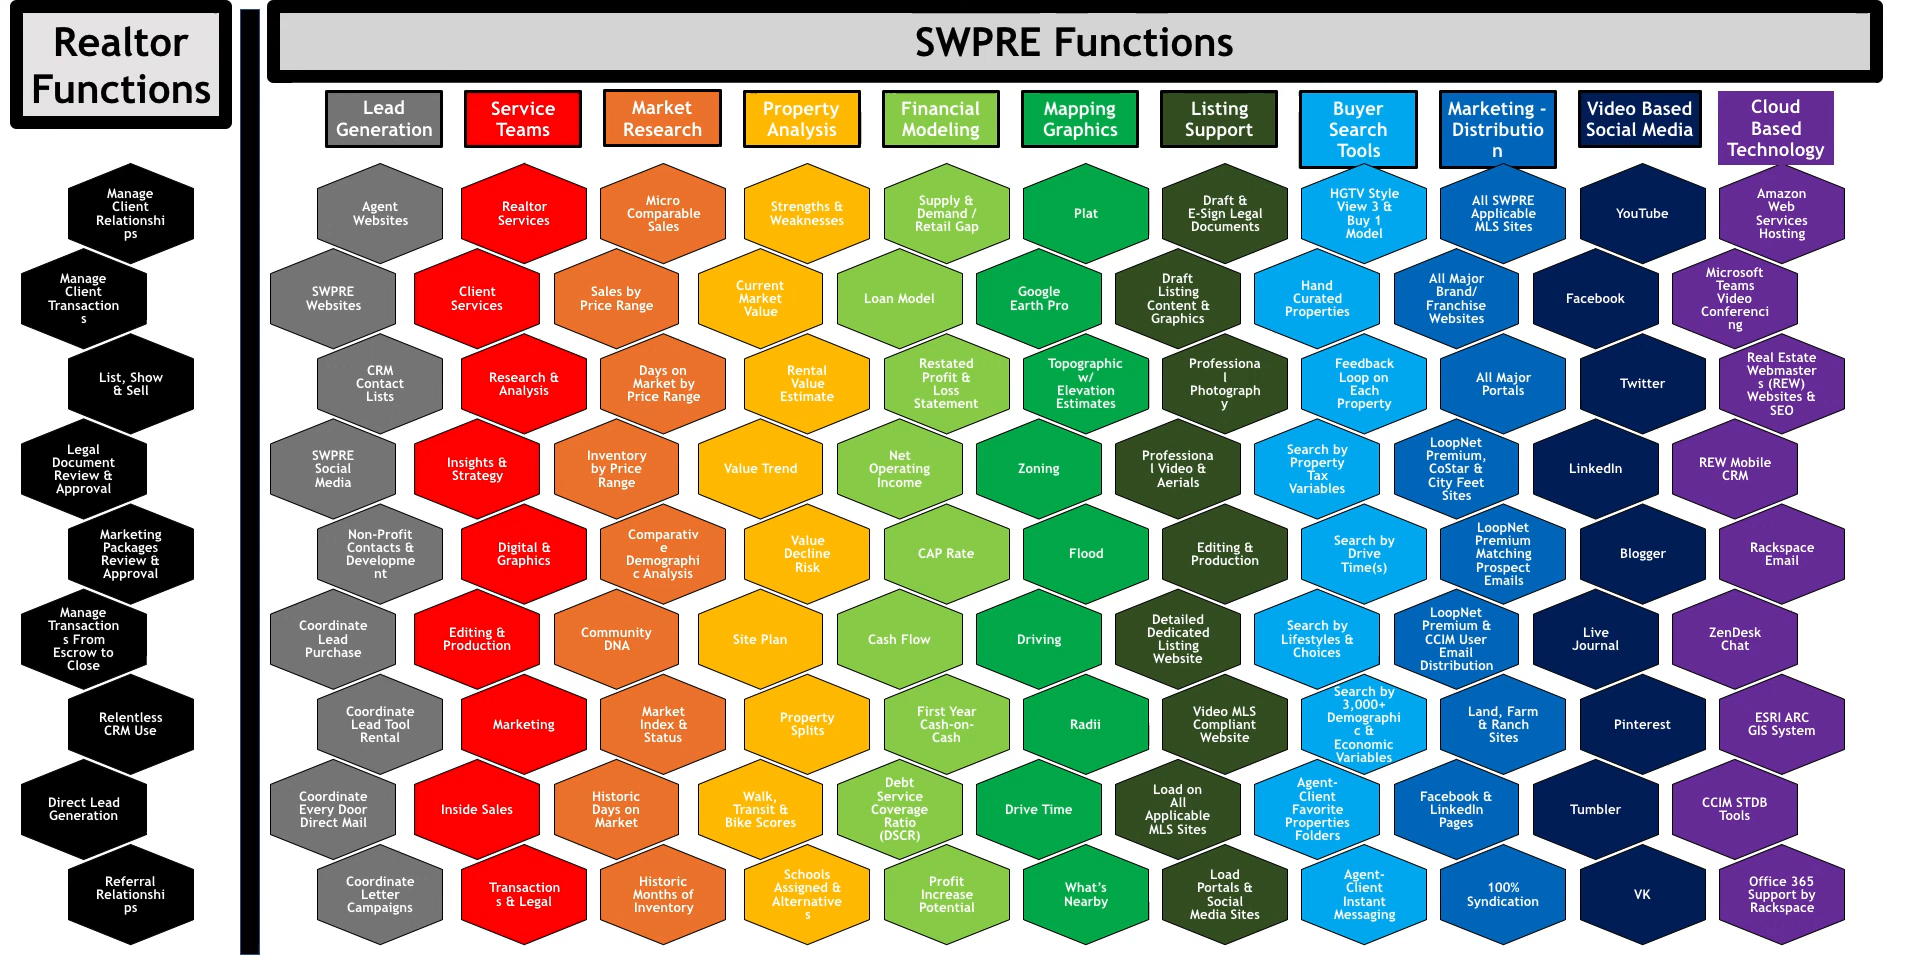 Realtor
Functions
SWPRE Functions
Lead
Generation
Service
Teams
Market
Research
Property
Analysis
Financial
Modeling
Mapping
Graphics
Listing
Support
Buyer
Search
Tools
Marketing -
Distributio
n
Video Based
Social Media
Cloud
Based
Technology
Manage
Client
Relationshi
ps
Agent
Websites
Realtor
Services
Micro
Comparable
Sales
Strengths &
Weaknesses
Supply &
Demand /
Retail Gap
Plat
Draft &
E-Sign Legal
Documents
HGTV Style
View 3 &
Buy 1
Model
All SWPRE
Applicable
MLS Sites
YouTube
Amazon
Web
Services
Hosting
Manage
Client
Transaction
s
SWPRE
Websites
Client
Services
Sales by
Price Range
Current
Market
Value
Loan Model
Google
Earth Pro
Draft
Listing
Content &
Graphics
Hand
Curated
Properties
All Major
Brand/
Franchise
Websites
Facebook
Microsoft
Teams
Video
Conferenci
ng
List, Show
& Sell
CRM
Contact
Lists
Research &
Analysis
Days on
Market by
Price Range
Rental
Value
Estimate
Restated
Profit &
Loss
Statement
Topographic
w/
Elevation
Estimates
Professiona
l
Photograph
y
Feedback
Loop on
Each
Property
All Major
Portals
Twitter
Real Estate
Webmaster
s (REW)
Websites &
SEO
Legal
Document
Review &
Approval
SWPRE
Social
Media
Insights &
Strategy
Inventory
by Price
Range
Value Trend
Net
Operating
Income
Zoning
Professiona
l Video &
Aerials
Search by
Property
Tax
Variables
LoopNet
Premium,
CoStar &
City Feet
Sites
LinkedIn
REW Mobile
CRM
Marketing
Packages
Review &
Approval
Non-Profit
Contacts &
Developme
nt
Digital &
Graphics
Comparativ
e
Demographi
c Analysis
Value
Decline
Risk
CAP Rate
Flood
Editing &
Production
Search by
Drive
Time(s)
LoopNet
Premium
Matching
Prospect
Emails
Blogger
Rackspace
Email
Manage
Transaction
s From
Escrow to
Close
Coordinate
Lead
Purchase
Editing &
Production
Community
DNA
Site Plan
Cash Flow
Driving
Detailed
Dedicated
Listing
Website
Search by
Lifestyles &
Choices
LoopNet
Premium &
CCIM User
Email
Distribution
Live
Journal
ZenDesk
Chat
Relentless
CRM Use
Coordinate
Lead Tool
Rental
Marketing
Market
Index &
Status
Property
Splits
First Year
Cash-on-
Cash
Radii
Video MLS
Compliant
Website
Search by
3,000+
Demographi
c &
Economic
Variables
Land, Farm
& Ranch
Sites
Pinterest
ESRI ARC
GIS System
Direct Lead
Generation
Coordinate
Every Door
Direct Mail
Inside Sales
Historic
Days on
Market
Walk,
Transit &
Bike Scores
Debt
Service
Coverage
Ratio
(DSCR)
Drive Time
Load on
All
Applicable
MLS Sites
Agent-
Client
Favorite
Properties
Folders
Facebook &
LinkedIn
Pages
Tumbler
CCIM STDB
Tools
Referral
Relationshi
ps
Coordinate
Letter
Campaigns
Transaction
s & Legal
Historic
Months of
Inventory
Schools
Assigned &
Alternative
s
Profit
Increase
Potential
What's
Nearby
Load
Portals &
Social
Media Sites
Agent-
Client
Instant
Messaging
100%
Syndication
VK
Office 365
Support by
Rackspace